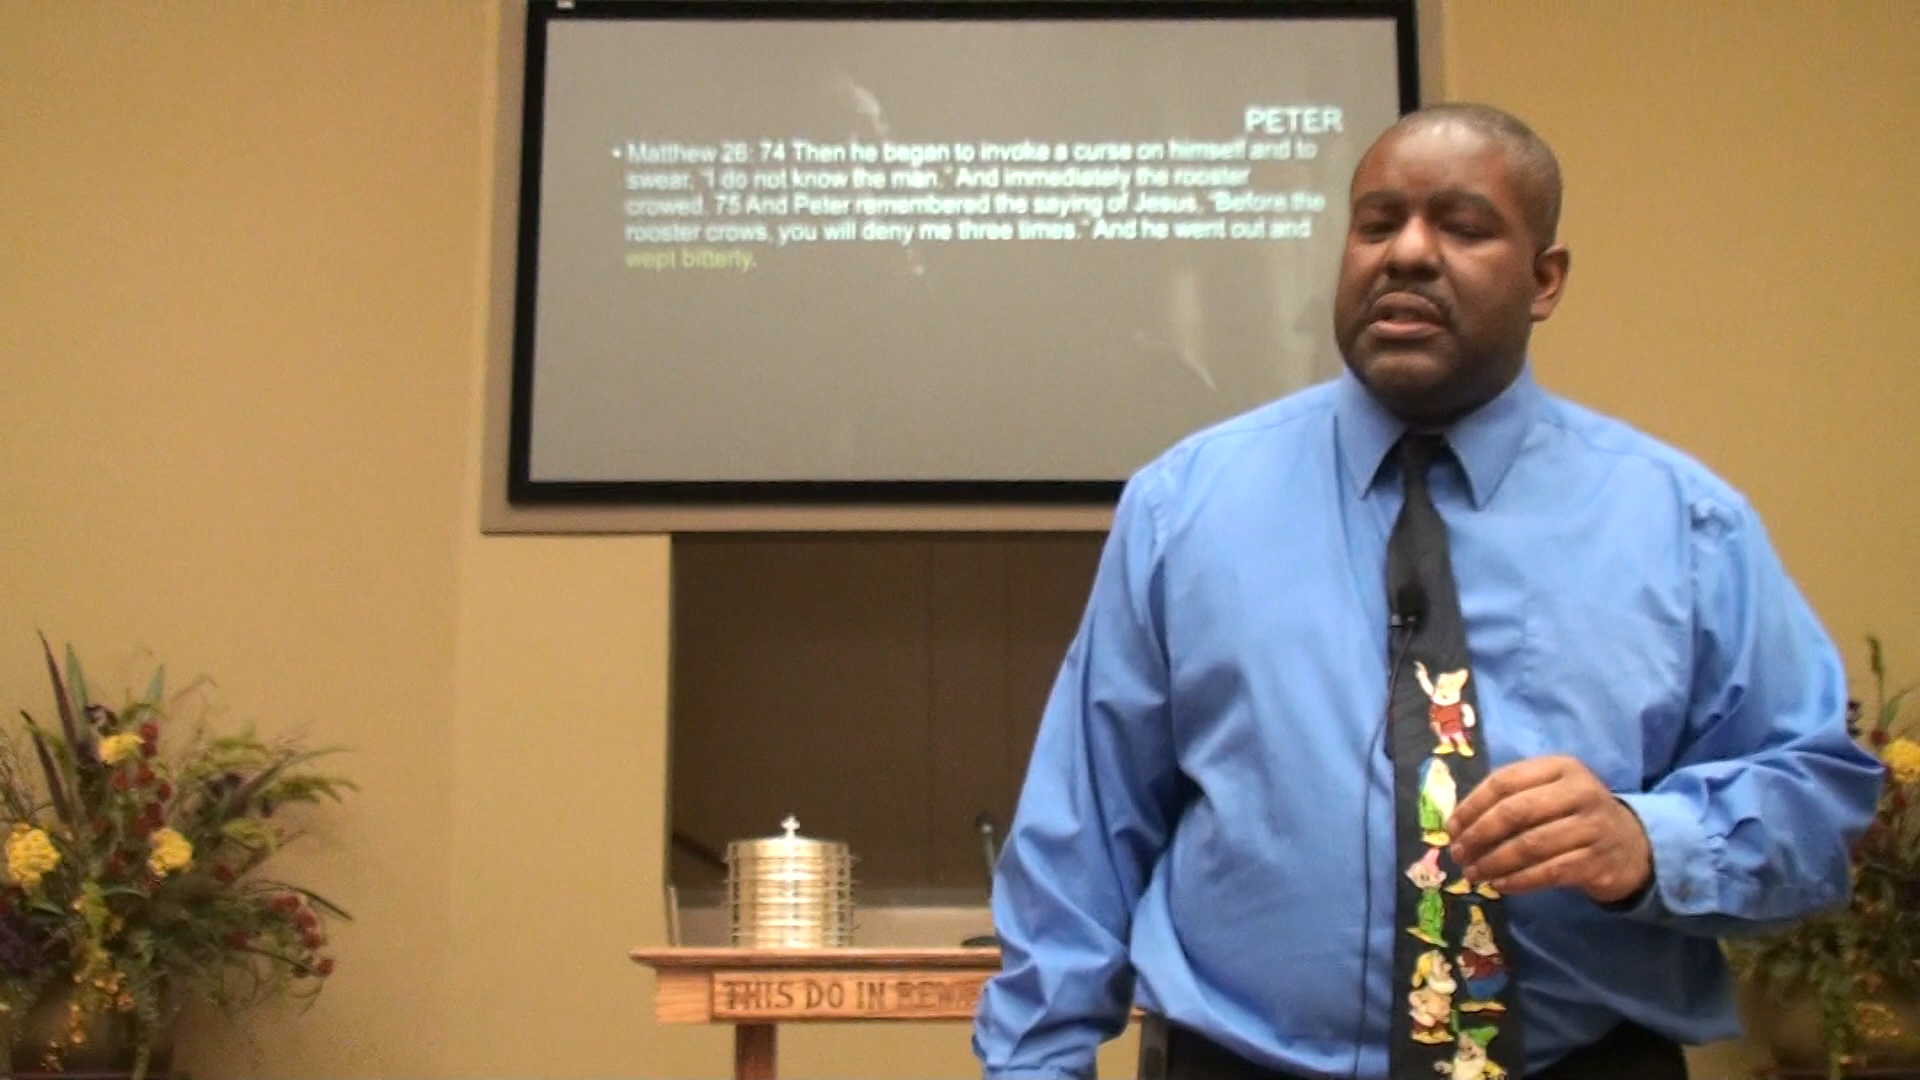 PETER
• Matthew 26: 74 Then he began to invoke a curse on himself and to
swear, "I do not know the man." And immediately the rooster
crowed. 75 And Peter remembered the saying of Jesus, "Before the
rooster crows, you will deny me three times." And he went out and
wept bitterly.
THIS DO IN REM